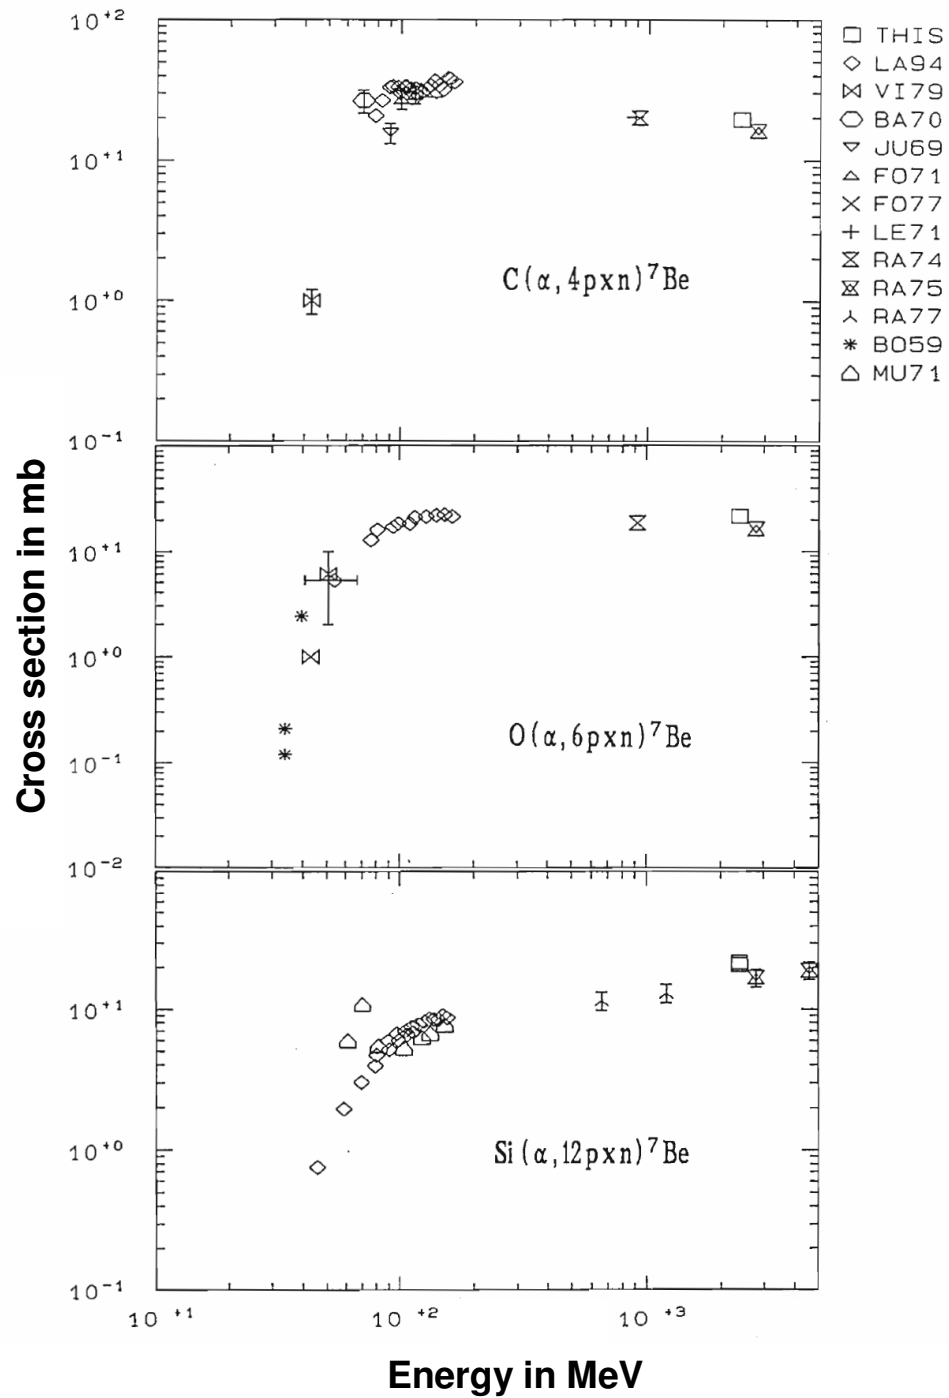 10⁺²
10⁺¹
10⁺⁰
10⁻¹
C(α,4pxn)⁷Be
THIS
LA94
VI79
BA70
JU69
FO71
FO77
LE71
RA74
RA75
RA77
BO59
MU71
10⁺¹
10⁺⁰
10⁻¹
10⁻²
O(α,6pxn)⁷Be
10⁺¹
10⁺⁰
10⁻¹
Si(α,12pxn)⁷Be
10⁺¹ 10⁺² 10⁺³
Cross section in mb
Energy in MeV